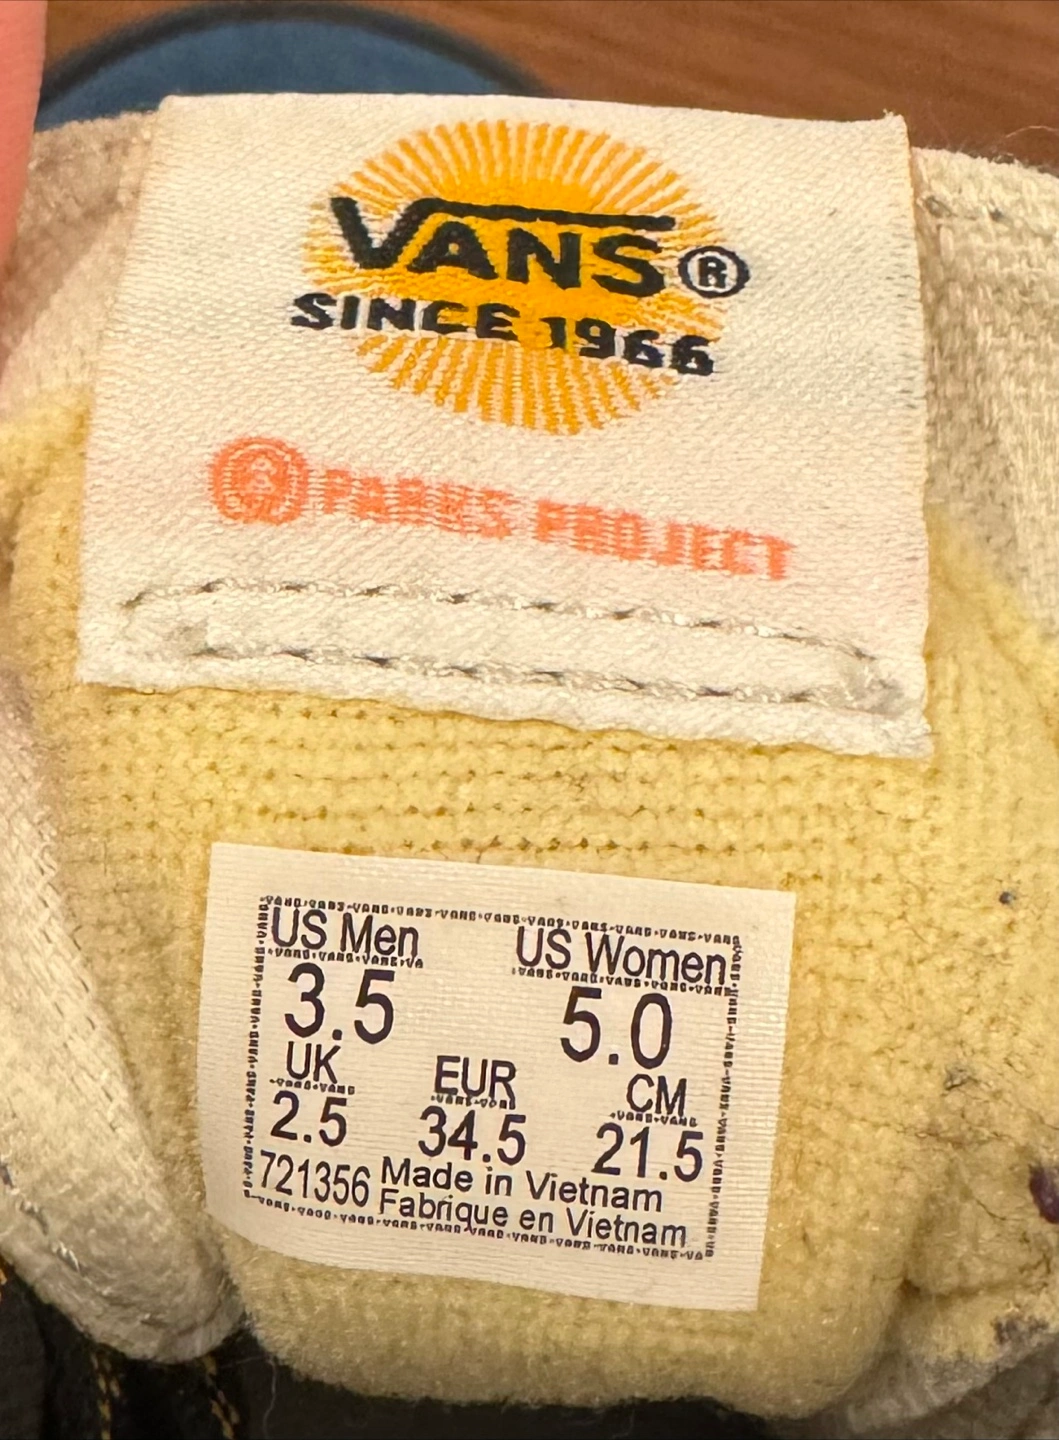 VANS®
SINCE 1966
PARKS PROJECT
US Men US Women
3.5 5.0
UK EUR CM
2.5 34.5 21.5
721356 Made in Vietnam
Fabrique en Vietnam